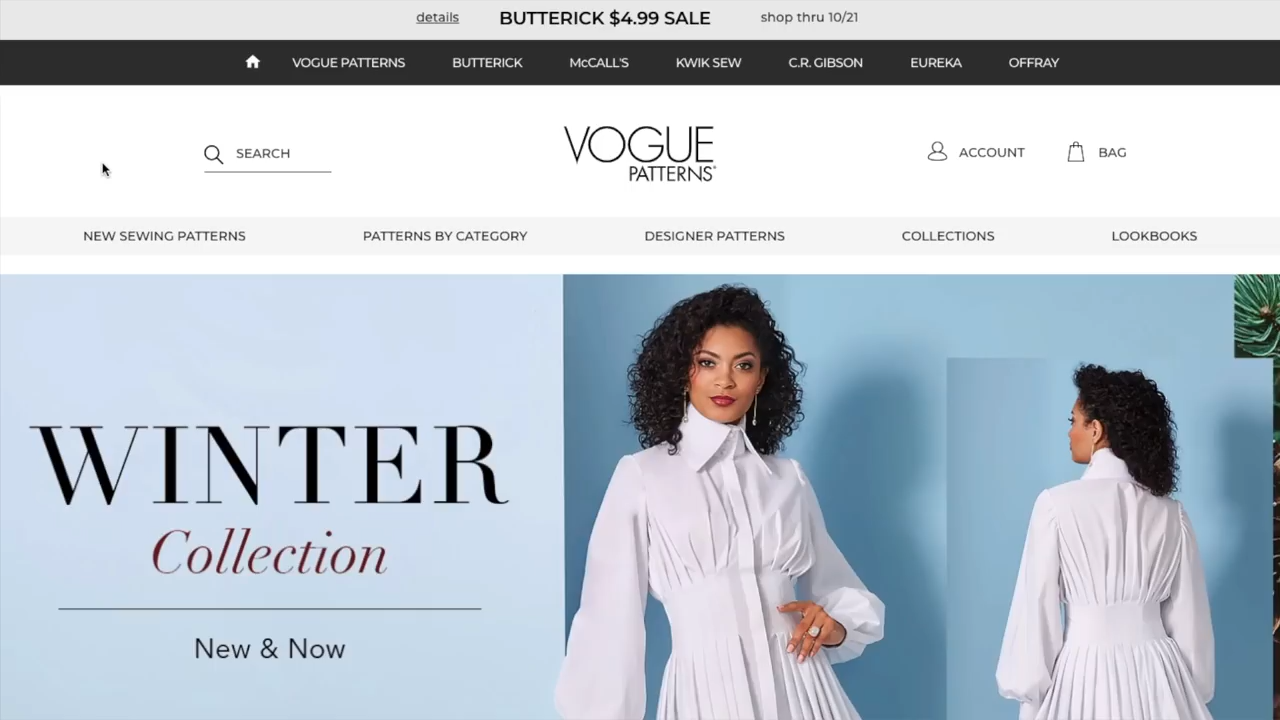 details BUTTERICK $4.99 SALE shop thru 10/21
VOGUE PATTERNS BUTTERICK McCALL'S KWIK SEW C.R. GIBSON EUREKA OFFRAY
SEARCH
VOGUE
PATTERNS®
ACCOUNT BAG
NEW SEWING PATTERNS PATTERNS BY CATEGORY DESIGNER PATTERNS COLLECTIONS LOOKBOOKS
WINTER
Collection
New & Now